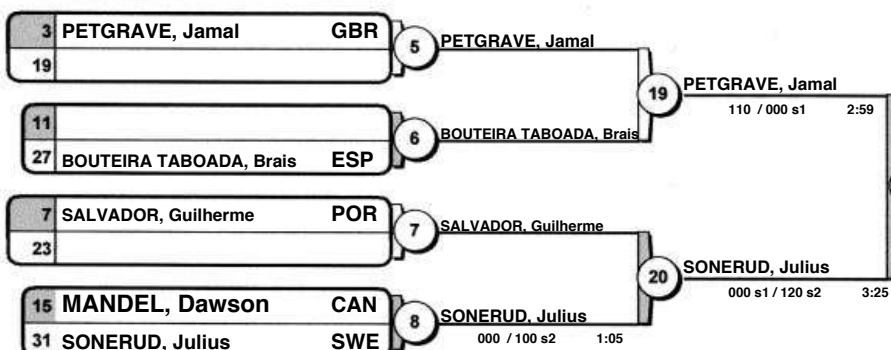 3 PETGRAVE, Jamal GBR
19
5
PETGRAVE, Jamal
11
27 BOUTEIRA TABOADA, Brais ESP
6
BOUTEIRA TABOADA, Brais
19
PETGRAVE, Jamal
110 / 000 s1 2:59
7 SALVADOR, Guilherme POR
23
7
SALVADOR, Guilherme
15 MANDEL, Dawson CAN
31 SONERUD, Julius SWE
8
SONERUD, Julius
000 / 100 s2 1:05
20
SONERUD, Julius
000 s1 / 120 s2 3:25